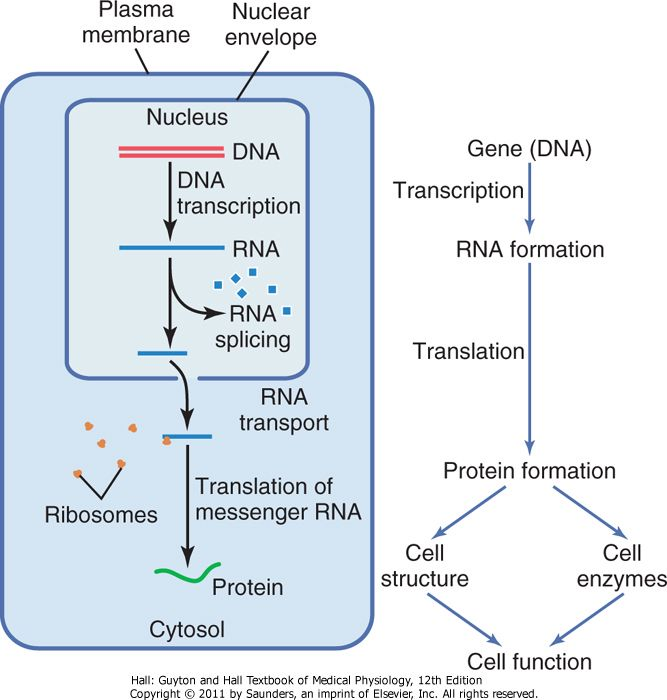 Plasma
membrane
Nuclear
envelope
Nucleus
DNA
DNA
transcription
RNA
RNA
splicing
RNA
transport
Ribosomes
Translation of
messenger RNA
Protein
Cytosol
Gene (DNA)
Transcription
RNA formation
Translation
Protein formation
Cell
structure
Cell
enzymes
Cell function
Hall: Guyton and Hall Textbook of Medical Physiology, 12th Edition
Copyright © 2011 by Saunders, an imprint of Elsevier, Inc. All rights reserved.